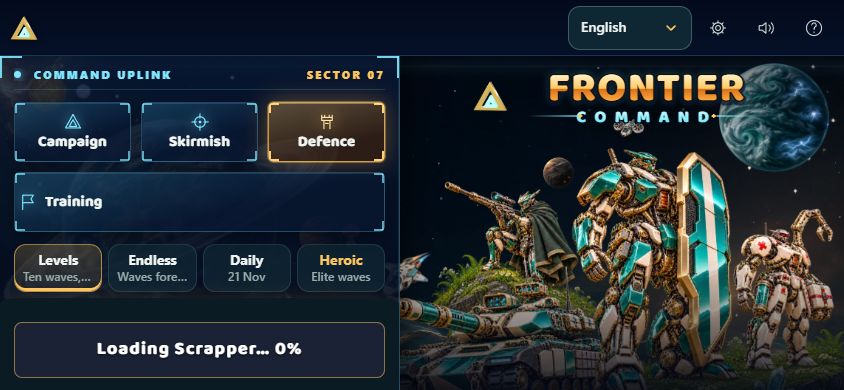 English
COMMAND UPLINK
SECTOR 07
Campaign
Skirmish
Defence
Training
Levels
Ten waves,...
Endless
Waves fore...
Daily
21 Nov
Heroic
Elite waves
Loading Scrapper... 0%
FRONTIER
COMMAND